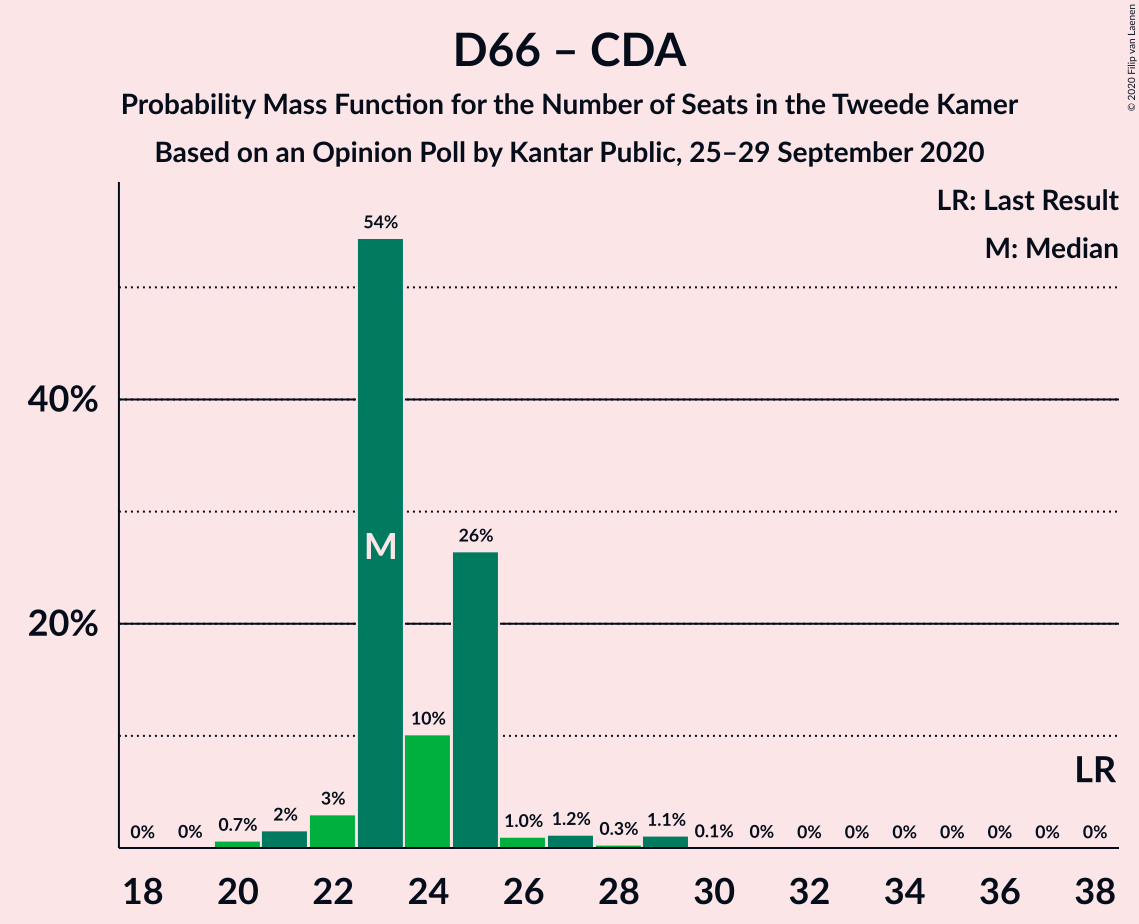 D66 – CDA
Probability Mass Function for the Number of Seats in the Tweede Kamer
Based on an Opinion Poll by Kantar Public, 25–29 September 2020
© 2020 Filip van Laenen
LR: Last Result
M: Median
40%
20%
0% 0% 0.7% 2% 3% 54% 10% 26% 1.0% 1.2% 0.3% 1.1% 0.1% 0% 0% 0% 0% 0% 0% 0% 0%
M
LR
18 20 22 24 26 28 30 32 34 36 38